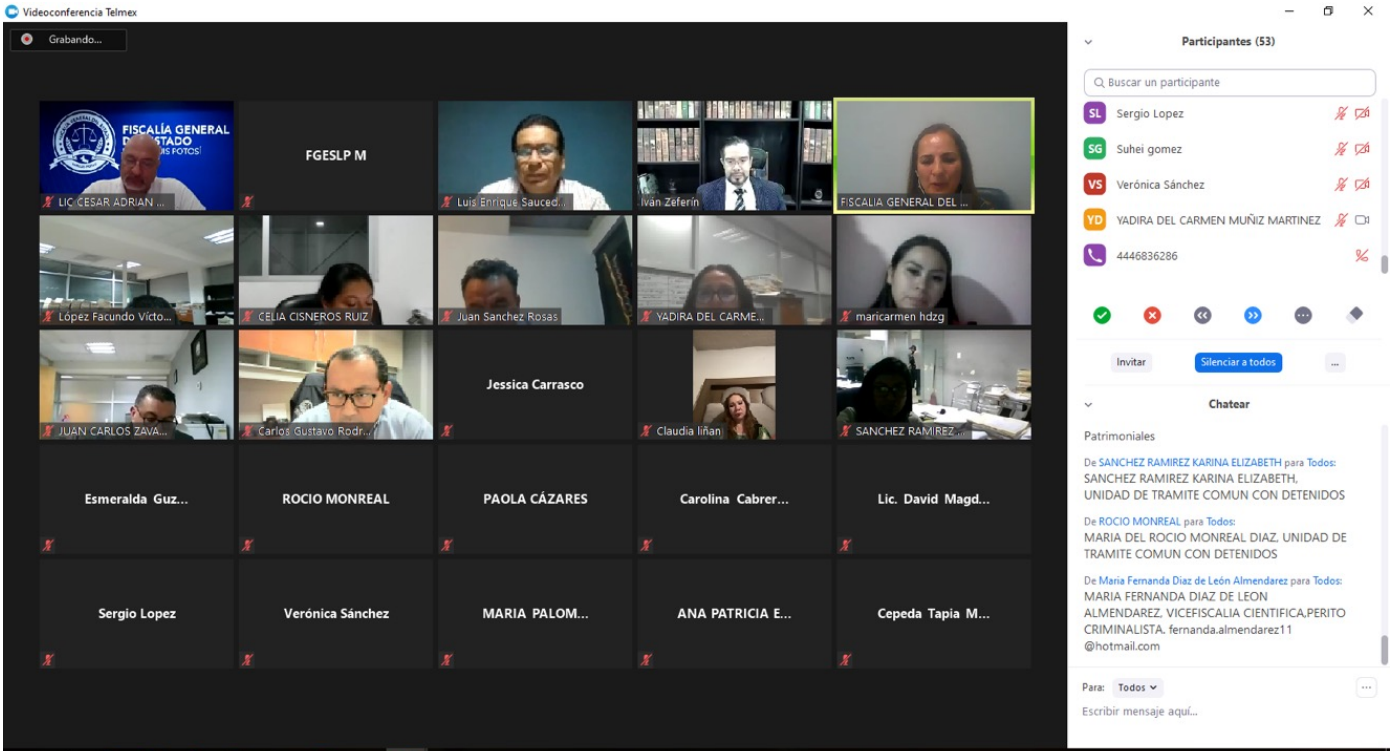 Videoconferencia Telmex
Grabando...
FISCALÍA GENERAL
FGESLP M
LIC CESAR ADRIAN ...
Luis Enrique Sauced...
Iván Zeferín
FISCALIA GENERAL DEL ...
López Facundo Vícto...
CELIA CISNEROS RUIZ
Juan Sanchez Rosas
YADIRA DEL CARME...
maricarmen hdzg
JUAN CARLOS ZAVA...
Carlos Gustavo Rodr...
Jessica Carrasco
Claudia liñan
SANCHEZ RAMIREZ ...
Esmeralda Guz...
ROCIO MONREAL
PAOLA CÁZARES
Carolina Cabrer...
Lic. David Magd...
Sergio Lopez
Verónica Sánchez
MARIA PALOM...
ANA PATRICIA E...
Cepeda Tapia M...
Participantes (53)
Buscar un participante
SL Sergio Lopez
SG Suhei gomez
VS Verónica Sánchez
YD YADIRA DEL CARMEN MUÑIZ MARTINEZ
4446836286
Invitar
Silenciar a todos
...
Chatear
Patrimoniales
De SANCHEZ RAMIREZ KARINA ELIZABETH para Todos:
SANCHEZ RAMIREZ KARINA ELIZABETH,
UNIDAD DE TRAMITE COMUN CON DETENIDOS
De ROCIO MONREAL para Todos:
MARIA DEL ROCIO MONREAL DIAZ, UNIDAD DE
TRAMITE COMUN CON DETENIDOS
De Maria Fernanda Diaz de León Almendarez para Todos:
MARIA FERNANDA DIAZ DE LEON
ALMENDAREZ, VICEFISCALIA CIENTIFICA,PERITO
CRIMINALISTA. fernanda.almendarez11
@hotmail.com
Para: Todos
Escribir mensaje aquí...